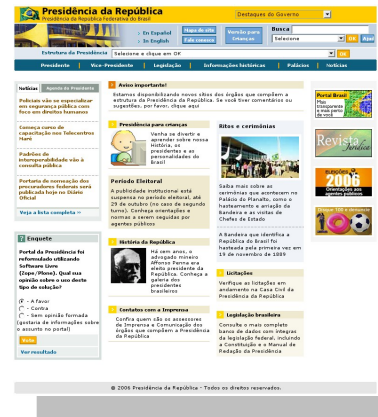 Presidência da República
Presidência da República Federativa do Brasil
Destaques do Governo
En Español
In English
Mapa do site
Fale conosco
Versão para Crianças
Busca
Selecione
OK
Ajuda
Estrutura da Presidência
Selecione e clique em OK
OK
Presidente
Vice-Presidente
Legislação
Informações históricas
Palácios
Notícias
Notícias
Agenda do Presidente
Policiais vão se especializar
em segurança pública com
foco em direitos humanos
Começa curso de
capacitação nos Telecentros
Maré
Padrões de
interoperabilidade vão à
consulta pública
Portaria de nomeação dos
procuradores federais será
publicada hoje no Diário
Oficial
Veja a lista completa
? Enquete
Portal da Presidência foi
reformulado utilizando
Software Livre
(Zope/Plone). Qual sua
opinião sobre o uso deste
tipo de solução?
- A favor
- Contra
- Sem opinião formada
(gostaria de informações sobre
o assunto no portal)
Ver resultado
Aviso importante!
Estamos disponibilizando novos sítios dos órgãos que compõem a
estrutura da Presidência da República. Se você tiver comentários ou
sugestões, por favor, clique aqui
Presidência para crianças
Venha se divertir e
aprender sobre nossa
História, os
presidentes e as
personalidades do
Brasil
Período Eleitoral
A publicidade institucional está
suspensa no período eleitoral, até
29 de outubro (no caso de segundo
turno). Conheça orientações e
normas a serem seguidas por
agentes públicos
História da República
Há cem anos, o
advogado mineiro
Affonso Penna era
eleito presidente da
República. Conheça a
galeria dos
presidentes
brasileiros
Contatos com a Imprensa
Confira quem são os assessores
de Imprensa e Comunicação dos
órgãos que compõem a Presidência
da República
Ritos e cerimônias
Saiba mais sobre as
cerimônias que acontecem no
Palácio do Planalto, como o
hasteamento e arriação da
Bandeira e as visitas de
Chefes de Estado
A Bandeira que identifica a
República do Brasil foi
hasteada pela primeira vez em
19 de novembro de 1889
Licitações
Verifique as licitações em
andamento na Casa Civil da
Presidência da República
Legislação brasileira
Consulte o mais completo
banco de dados com íntegras
da legislação federal, incluindo
a Constituição e o Manual de
Redação da Presidência
Portal Brasil
Mais
transparente
e mais perto
de você
Revista
Jurídica
ELEIÇÕES
2006
Orientações aos
agentes públicos
© 2006 Presidência da República - Todos os direitos reservados.